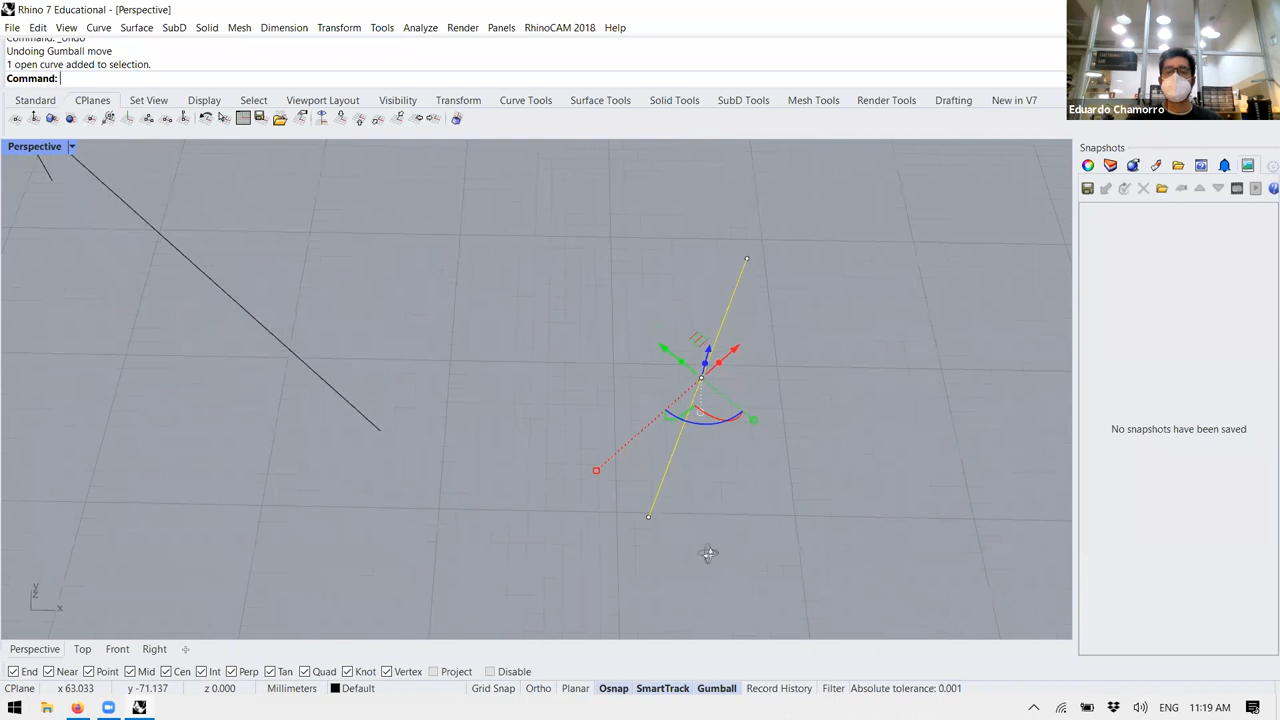 Rhino 7 Educational - [Perspective]
File Edit View Curve Surface SubD Solid Mesh Dimension Transform Tools Analyze Render Panels RhinoCAM 2018 Help
Undoing Gumball move
1 open curve added to selection.
Command:
Eduardo Chamorro
Standard CPlanes Set View Display Select Viewport Layout Visibility Transform Curve Tools Surface Tools Solid Tools SubD Tools Mesh Tools Render Tools Drafting New in V7
Perspective
Snapshots
No snapshots have been saved
Perspective Top Front Right
End Near Point Mid Cen Int Perp Tan Quad Knot Vertex Project Disable
CPlane x 63.033 y -71.137 z 0.000 Millimeters Default Grid Snap Ortho Planar Osnap SmartTrack Gumball Record History Filter Absolute tolerance: 0.001
ENG 11:19 AM